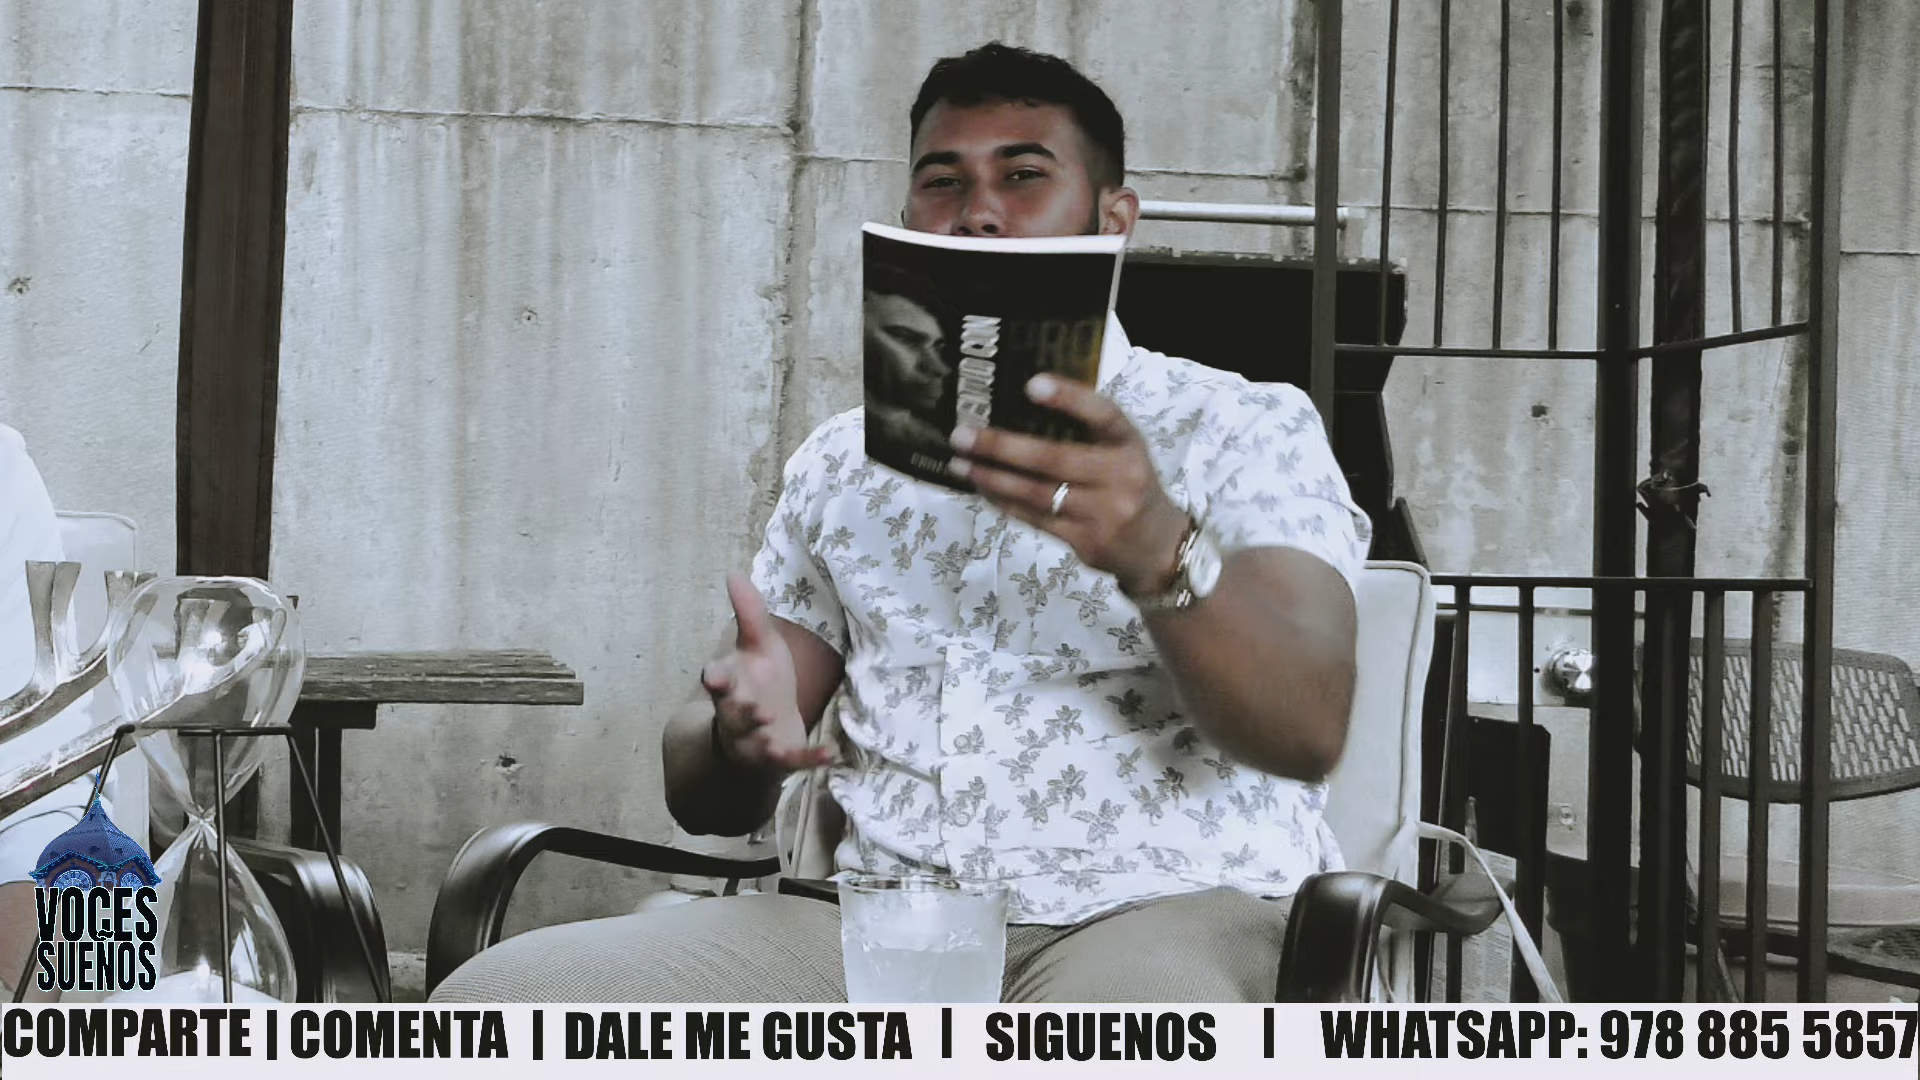 VOCES
SUEÑOS
COMPARTE | COMENTA | DALE ME GUSTA | SIGUENOS | WHATSAPP: 978 885 5857